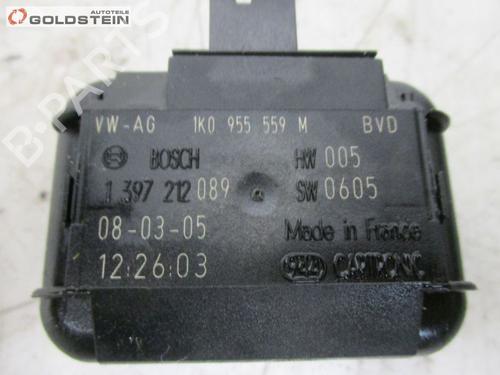 AUTOTEILE
GOLDSTEIN
VW-AG 1K0 955 559 M BVD
BOSCH HW 005
1 397 212 089 SW 0605
08-03-05 Made in France
12:26:03 CARTRONIC